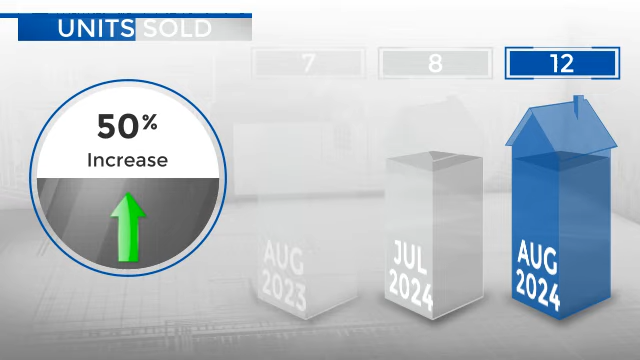 UNITS SOLD
7
8
12
50%
Increase
AUG
2023
JUL
2024
AUG
2024